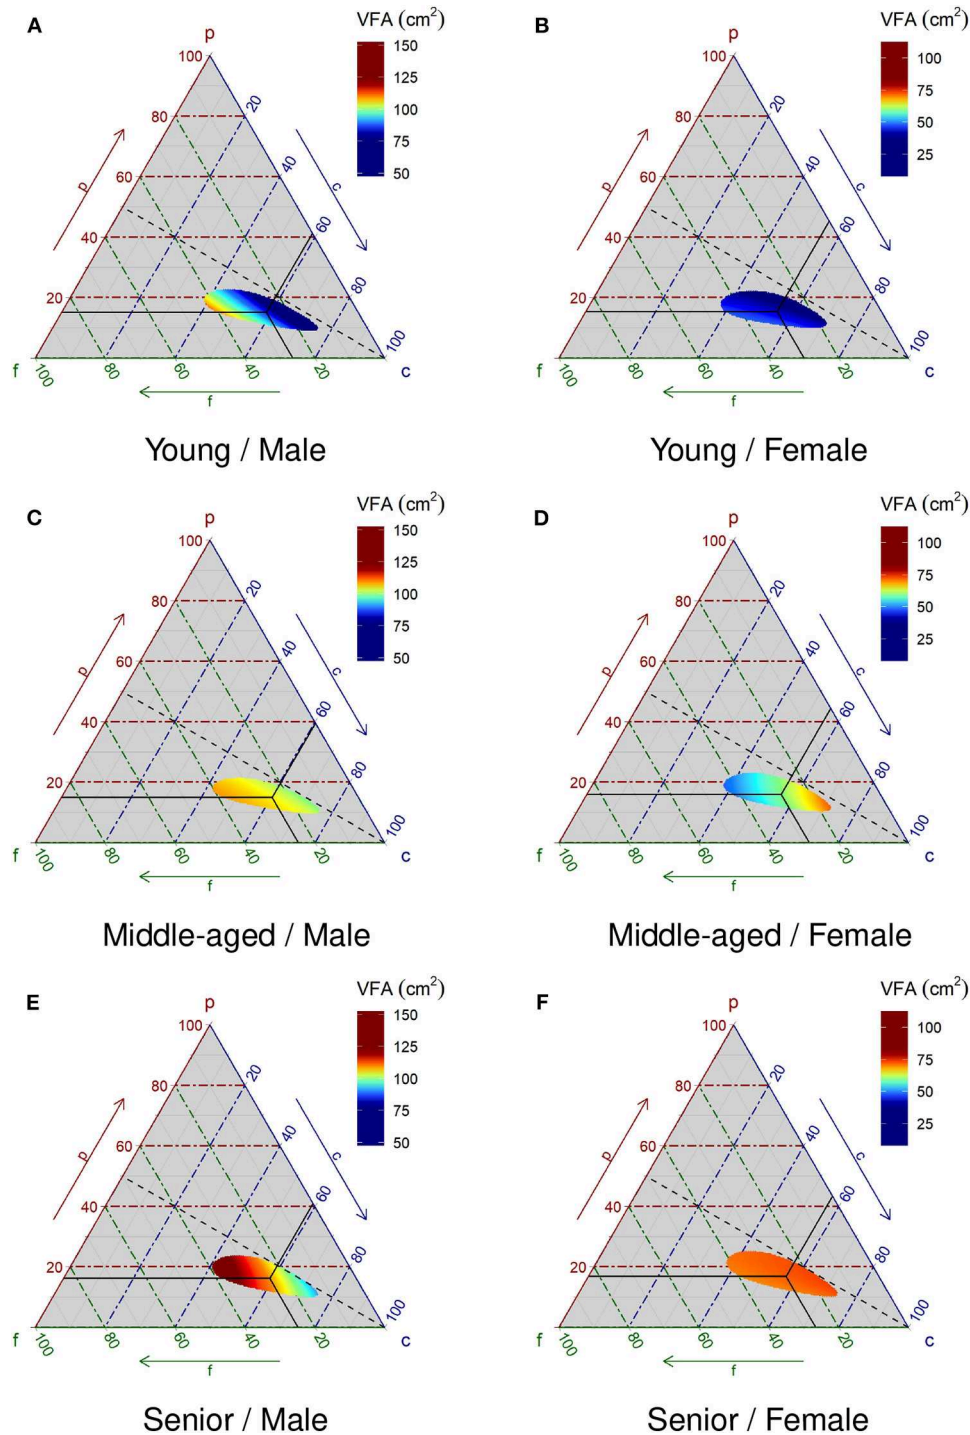 A
VFA (cm²)
150
125
100
75
50
p
100
80
60
40
20
20
40
60
80
100
p
c
f
100
80
60
40
20
c
f
Young / Male
B
VFA (cm²)
100
75
50
25
p
100
80
60
40
20
20
40
60
80
100
p
c
f
100
80
60
40
20
c
f
Young / Female
C
VFA (cm²)
150
125
100
75
50
p
100
80
60
40
20
20
40
60
80
100
p
c
f
100
80
60
40
20
c
f
Middle-aged / Male
D
VFA (cm²)
100
75
50
25
p
100
80
60
40
20
20
40
60
80
100
p
c
f
100
80
60
40
20
c
f
Middle-aged / Female
E
VFA (cm²)
150
125
100
75
50
p
100
80
60
40
20
20
40
60
80
100
p
c
f
100
80
60
40
20
c
f
Senior / Male
F
VFA (cm²)
100
75
50
25
p
100
80
60
40
20
20
40
60
80
100
p
c
f
100
80
60
40
20
c
f
Senior / Female